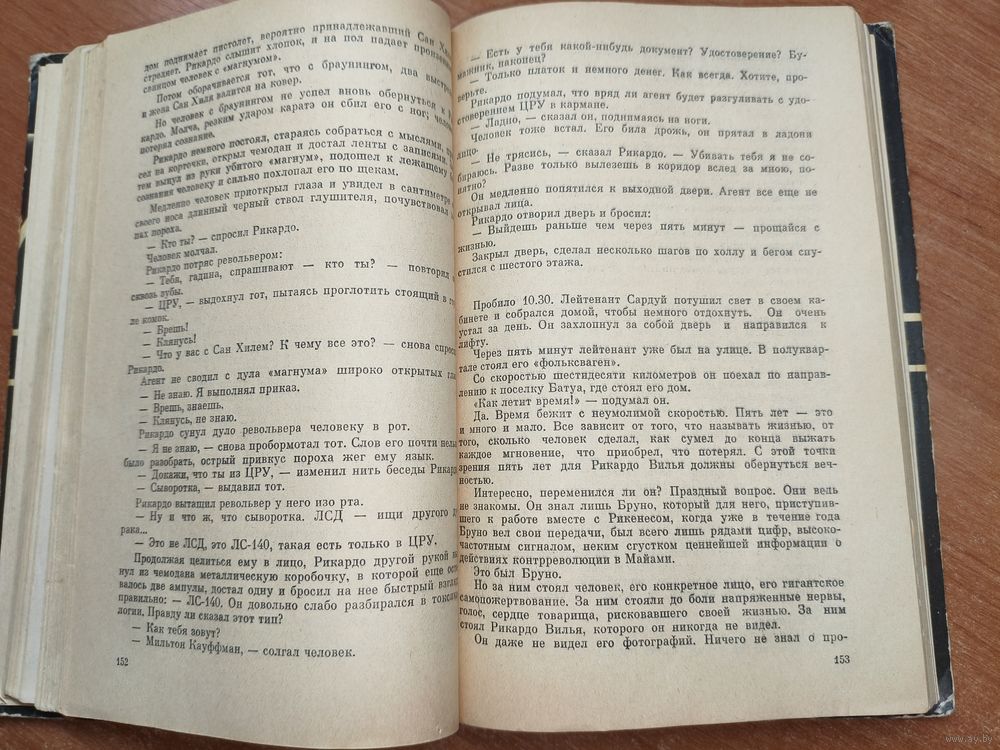 дом поднимает пистолет, вероятно принадлежавший Сан
стреляет. Рикардо слышит хлопок, и на пол падает
свинцом человек с «магнумом».
Потом оборачивается тот, что с браунингом, два
и жена Сан Хиля валится на ковер.
Но человек с браунингом не успел вновь обернуться к
кардо. Молча, резким ударом каратэ он сбил его с ног;
потерял сознание.
Рикардо немного постоял, стараясь собраться с мыслями,
сел на корточки, открыл чемодан и достал ленты с записями.
тем вынул из руки убитого «магнум», подошел к лежащему
сознания человеку и сильно похлопал его по щекам.
Медленно человек приоткрыл глаза и увидел в сантиметре
своего носа длинный черный ствол глушителя, почувствовал
пах пороха.
— Кто ты? — спросил Рикардо.
Человек молчал.
Рикардо потряс револьвером:
— Тебя, гадина, спрашивают — кто ты? — повторил
сквозь зубы.
— ЦРУ, — выдохнул тот, пытаясь проглотить стоящий в
ле комок.
— Врешь!
— Клянусь!
— Что у вас с Сан Хилем? К чему все это? — снова
Рикардо.
Агент не сводил с дула «магнума» широко открытых
— Не знаю. Я выполнял приказ.
— Врешь, знаешь.
— Клянусь, не знаю.
Рикардо сунул дуло револьвера человеку в рот.
— Я не знаю, — снова пробормотал тот. Слов его почти
было разобрать, острый привкус пороха жег ему язык.
— Докажи, что ты из ЦРУ, — изменил нить беседы Рикардо
— Сыворотка, — выдавил тот.
Рикардо вытащил револьвер у него изо рта.
— Ну и что ж, что сыворотка. ЛСД — ищи другого
рака...
— Это не ЛСД, это ЛС-140, такая есть только в ЦРУ.
Продолжая целиться ему в лицо, Рикардо другой рукой
нул из чемодана металлическую коробочку, в которой еще
валось две ампулы, достал одну и бросил на нее быстрый
правильно: — ЛС-140. Он довольно слабо разбирался в
логии. Правду ли сказал этот тип?
— Как тебя зовут?
— Мильтон Кауффман, — солгал человек.
152
— Есть у тебя какой-нибудь документ? Удостоверение? Бу-
мажник, наконец?
— Только платок и немного денег. Как всегда. Хотите, про-
верьте.
Рикардо подумал, что вряд ли агент будет разгуливать с удо-
стоверением ЦРУ в кармане.
— Ладно, — сказал он, поднимаясь на ноги.
Человек тоже встал. Его била дрожь, он прятал в ладони
лицо.
— Не трясись, — сказал Рикардо. — Убивать тебя я не со-
бираюсь. Разве только вылезешь в коридор вслед за мною, по-
нятно?
Он медленно попятился к выходной двери. Агент все еще не
открывал лица.
Рикардо отворил дверь и бросил:
— Выйдешь раньше чем через пять минут — прощайся с
жизнью.
Закрыл дверь, сделал несколько шагов по холлу и бегом спу-
стился с шестого этажа.
Пробило 10.30. Лейтенант Сардуй потушил свет в своем ка-
бинете и собрался домой, чтобы немного отдохнуть. Он очень
устал за день. Он захлопнул за собой дверь и направился к
лифту.
Через пять минут лейтенант уже был на улице. В полуквар-
тале стоял его «фольксваген».
Со скоростью шестидесяти километров он поехал по направ-
лению к поселку Батуа, где стоял его дом.
«Как летит время!» — подумал он.
Да. Время бежит с неумолимой скоростью. Пять лет — это
и много и мало. Все зависит от того, что называть жизнью, от
того, сколько человек сделал, как сумел до конца выжать
каждое мгновение, что приобрел, что потерял. С этой точки
зрения пять лет для Рикардо Вилья должны обернуться веч-
ностью.
Интересно, переменился ли он? Праздный вопрос. Они ведь
не знакомы. Он знал лишь Бруно, который для него, приступив-
шего к работе вместе с Рикенесом, когда уже в течение года
Бруно вел свои передачи, был всего лишь рядами цифр, высоко-
частотным сигналом, неким сгустком ценнейшей информации о
действиях контрреволюции в Майами.
Это был Бруно.
Но за ним стоял человек, его конкретное лицо, его гигантское
самопожертвование. За ним стояли до боли напряженные нервы,
голос, сердце товарища, рисковавшего своей жизнью. За ним
стоял Рикардо Вилья, которого он никогда не видел.
Он даже не видел его фотографий. Ничего не знал о про-
153
www.ay.by